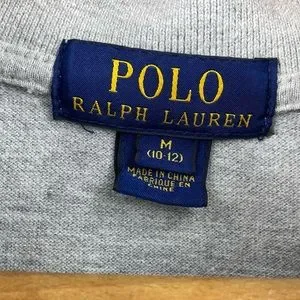 POLO
RALPH LAUREN
M
(10-12)
MADE IN CHINA
FABRIQUE EN
CHINE